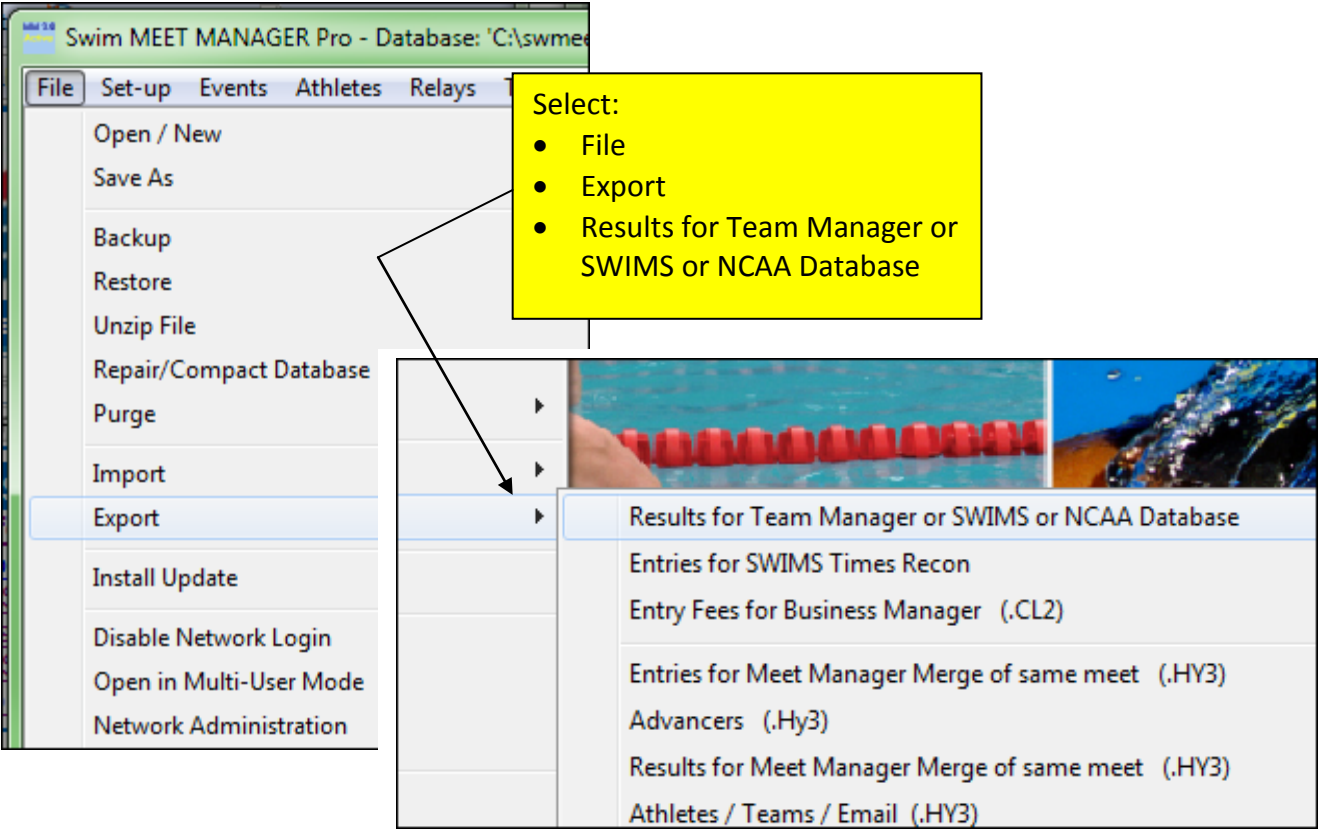 Swim MEET MANAGER Pro - Database: 'C:\swmee
File Set-up Events Athletes Relays
Open / New
Save As
Backup
Restore
Unzip File
Repair/Compact Database
Purge
Import
Export
Install Update
Disable Network Login
Open in Multi-User Mode
Network Administration
Select:
• File
• Export
• Results for Team Manager or
SWIMS or NCAA Database
Results for Team Manager or SWIMS or NCAA Database
Entries for SWIMS Times Recon
Entry Fees for Business Manager (.CL2)
Entries for Meet Manager Merge of same meet (.HY3)
Advancers (.Hy3)
Results for Meet Manager Merge of same meet (.HY3)
Athletes / Teams / Email (.HY3)